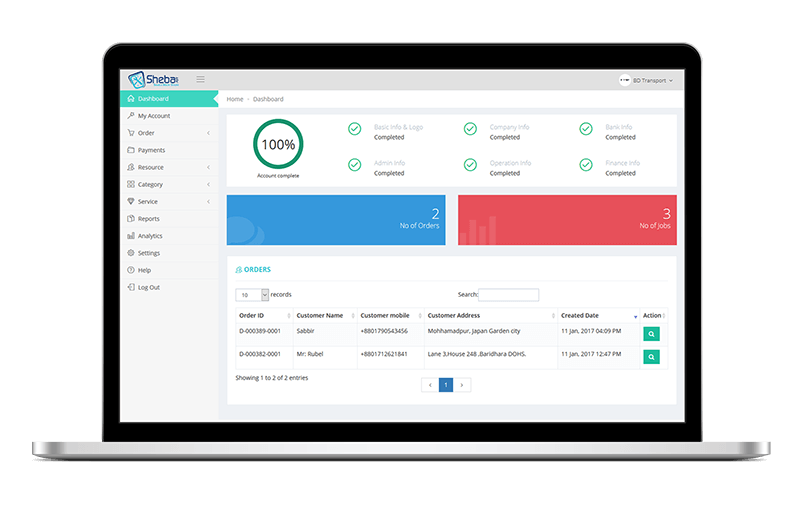 Sheba
BD Transport
Dashboard
My Account
Order
Payments
Resource
Category
Service
Reports
Analytics
Settings
Help
Log Out
Home - Dashboard
100%
Account complete
Basic Info & Logo
Completed
Company Info
Completed
Bank Info
Completed
Admin Info
Completed
Operation Info
Completed
Finance Info
Completed
2
No of Orders
3
No of Jobs
ORDERS
10 records
Search:
Order ID Customer Name Customer mobile Customer Address Created Date Action
D-000389-0001 Sabbir +8801790543456 Mohhamadpur, Japan Garden city 11 Jan, 2017 04:09 PM
D-000382-0001 Mr: Rubel +8801712621841 Lane 3,House 248 ,Baridhara DOHS. 11 Jan, 2017 12:47 PM
Showing 1 to 2 of 2 entries
‹ 1 ›